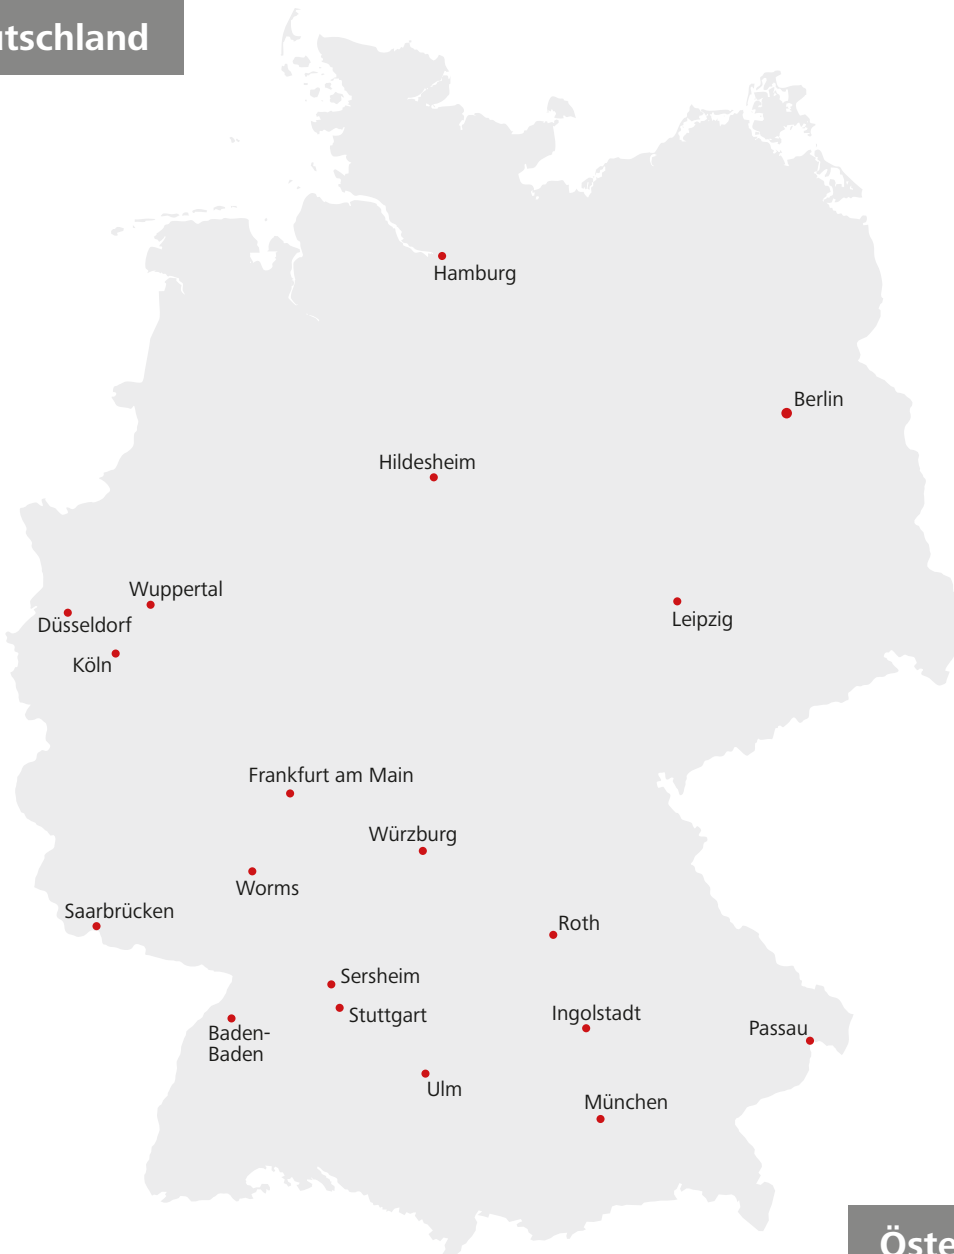 utschland
Hamburg
Berlin
Hildesheim
Wuppertal
Düsseldorf
Leipzig
Köln
Frankfurt am Main
Würzburg
Worms
Saarbrücken
Roth
Sersheim
Stuttgart
Ingolstadt
Passau
Baden-
Baden
Ulm
München
Öste